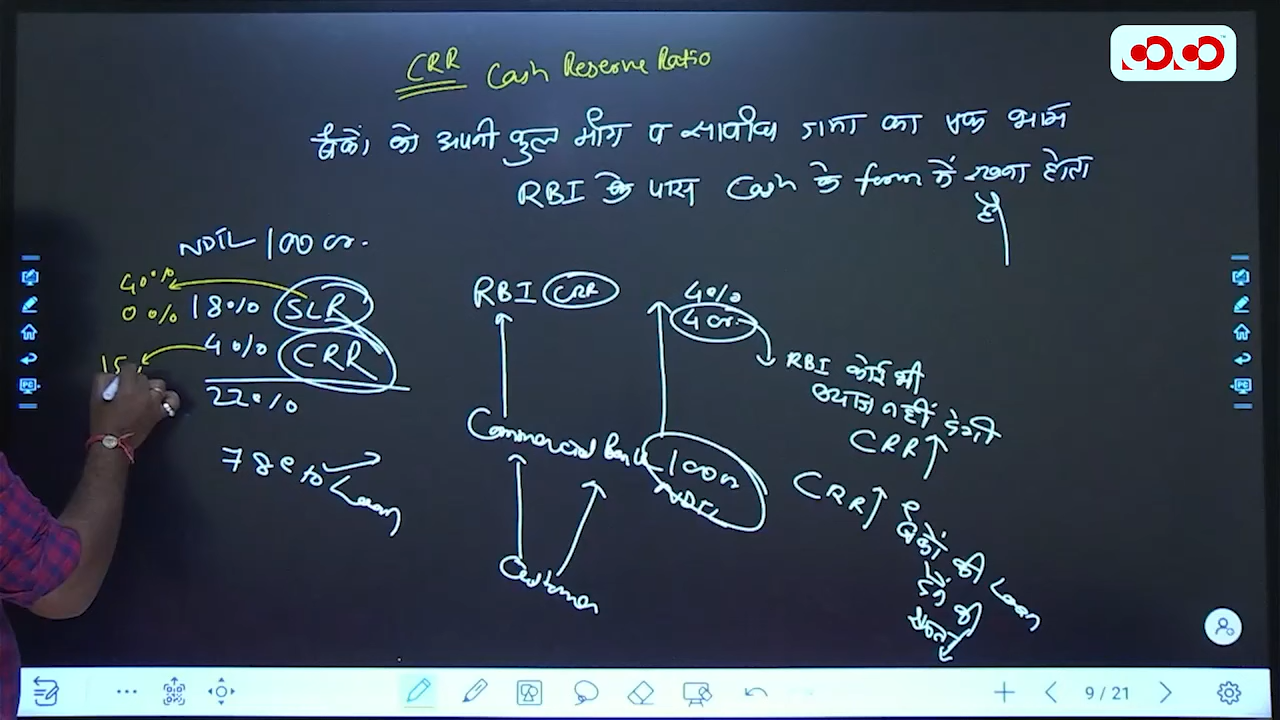 CRR Cash Reserve Ratio
बैंकों को अपनी कुल माँग व सावधि जमा का एक भाग
RBI के पास Cash के form में रखना होता
है
NDTL 100 cr.
40%
0% 18% SLR
4% CRR
15
22%
78% Loan
RBI CRR
4%
4 cr.
Commercial Bank
100 cr
NDTL
Customer
RBI कोई भी
ब्याज नहीं देगी
CRR
CRR
बैंकों की Loan
देने की
क्षमता
9 / 21